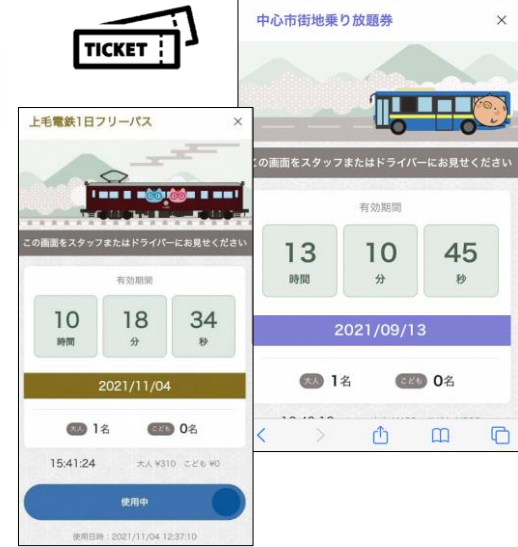 TICKET
上毛電鉄1日フリーパス ×
この画面をスタッフまたはドライバーにお見せください
有効期間
10 18 34
時間 分 秒
2021/11/04
大人 1名 こども 0名
15:41:24 大人 ¥310 こども ¥0
使用中
使用日時:2021/11/04 12:37:10
中心市街地乗り放題券 ×
この画面をスタッフまたはドライバーにお見せください
有効期間
13 10 45
時間 分 秒
2021/09/13
大人 1名 こども 0名